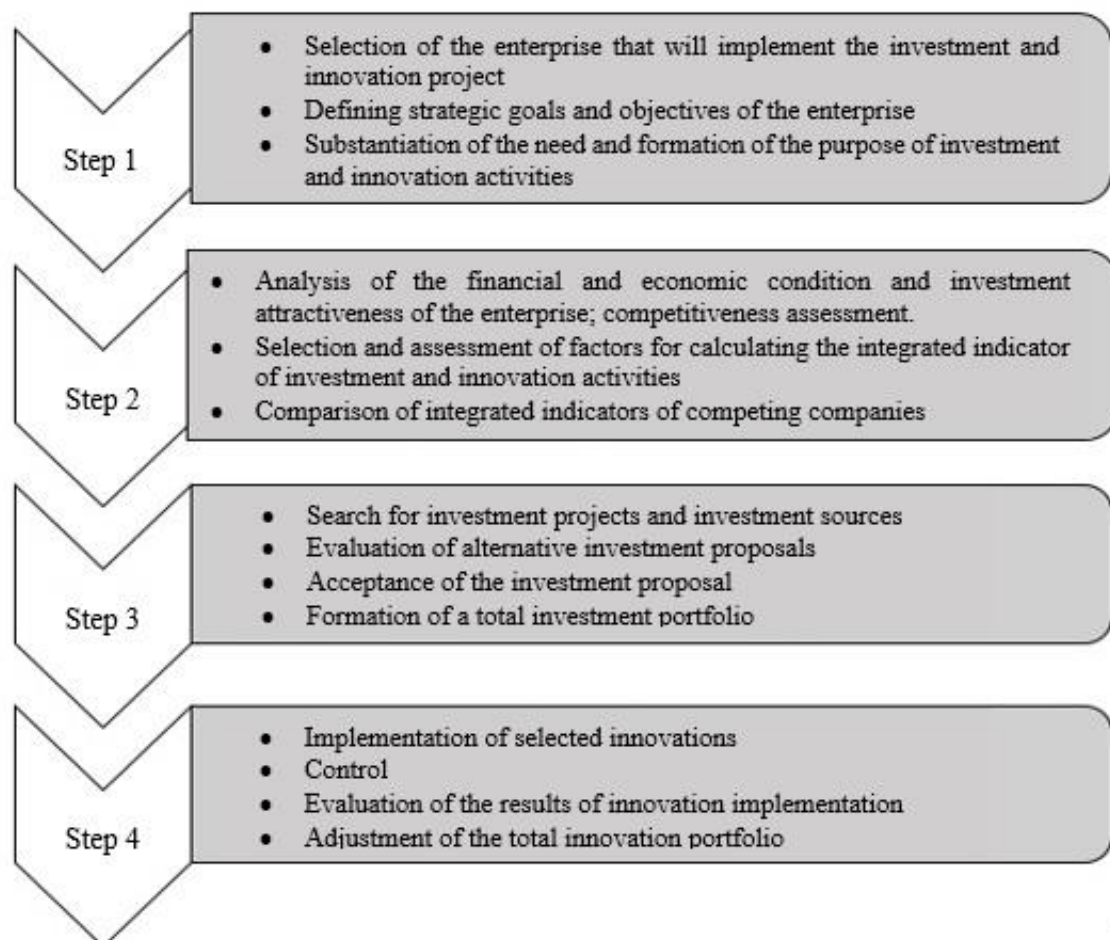 Step 1
• Selection of the enterprise that will implement the investment and
innovation project
• Defining strategic goals and objectives of the enterprise
• Substantiation of the need and formation of the purpose of investment
and innovation activities
Step 2
• Analysis of the financial and economic condition and investment
attractiveness of the enterprise; competitiveness assessment.
• Selection and assessment of factors for calculating the integrated indicator
of investment and innovation activities
• Comparison of integrated indicators of competing companies
Step 3
• Search for investment projects and investment sources
• Evaluation of alternative investment proposals
• Acceptance of the investment proposal
• Formation of a total investment portfolio
Step 4
• Implementation of selected innovations
• Control
• Evaluation of the results of innovation implementation
• Adjustment of the total innovation portfolio